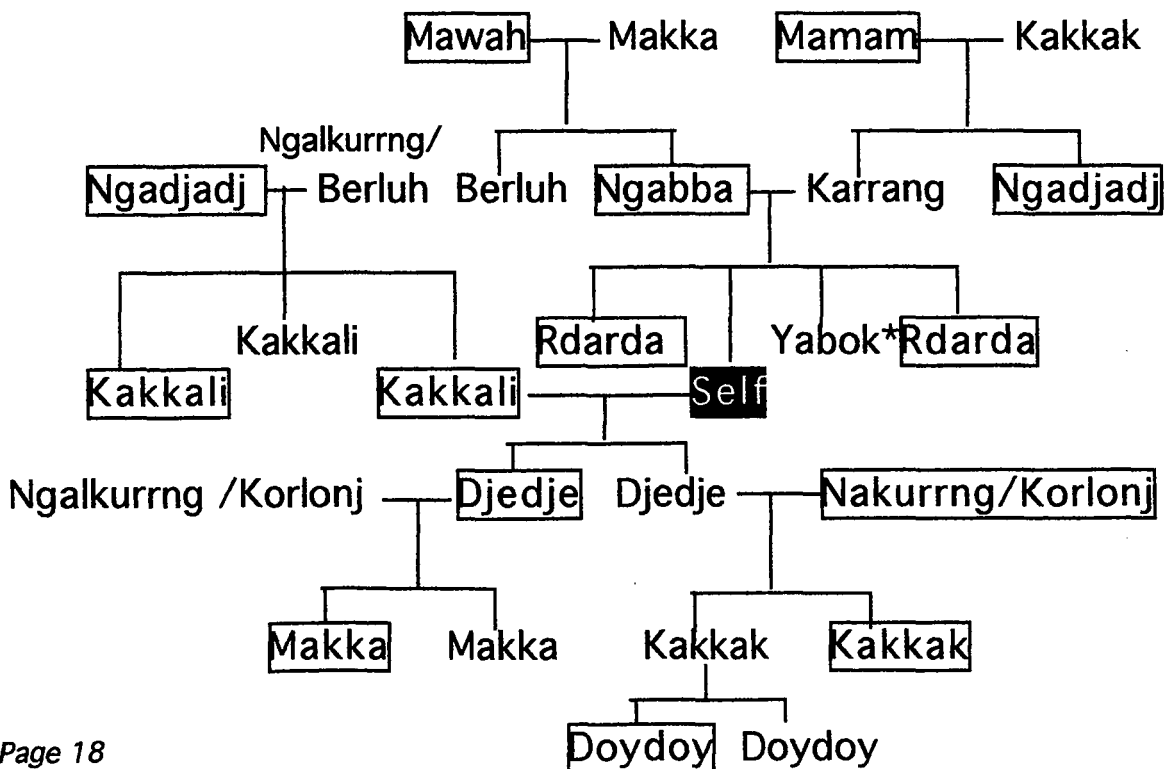 Mawah Makka Mamam Kakkak
Ngalkurrng/
Ngadjadj Berluh Berluh Ngabba Karrang Ngadjadj
Kakkali Rdarda Yabok* Rdarda
Kakkali Kakkali Self
Ngalkurrng /Korlonj Djedje Djedje Nakurrng/Korlonj
Makka Makka Kakkak Kakkak
Doydoy Doydoy
Page 18